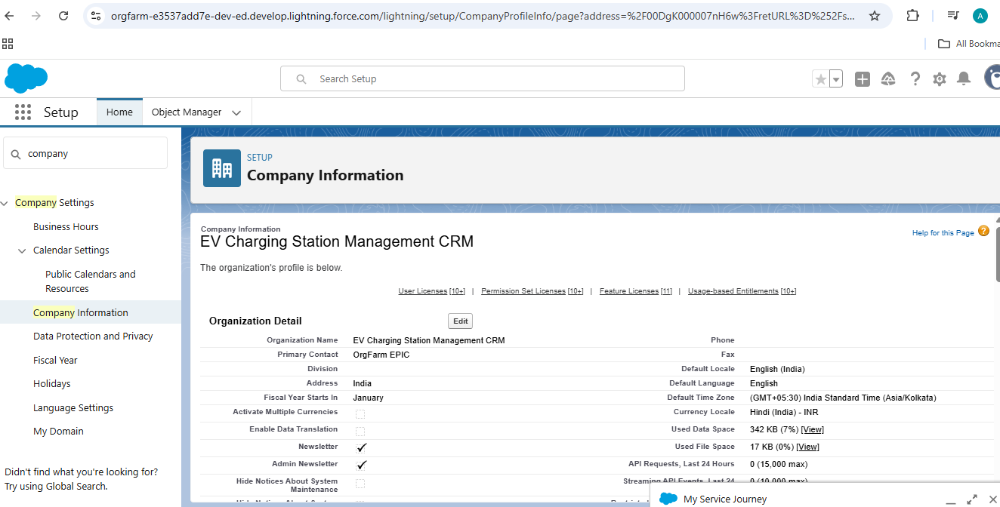 orgfarm-e3537add7e-dev-ed.develop.lightning.force.com/lightning/setup/CompanyProfileInfo/page?address=%2F00DgK000007nH6w%3FretURL%3D%252Fs...
A
All Bookma
Search Setup
Setup
Home
Object Manager
company
Company Settings
Business Hours
Calendar Settings
Public Calendars and
Resources
Company Information
Data Protection and Privacy
Fiscal Year
Holidays
Language Settings
My Domain
Didn't find what you're looking for?
Try using Global Search.
SETUP
Company Information
Company Information
EV Charging Station Management CRM
Help for this Page ?
The organization's profile is below.
User Licenses [10+] | Permission Set Licenses [10+] | Feature Licenses [11] | Usage-based Entitlements [10+]
Organization Detail Edit
Organization Name EV Charging Station Management CRM Phone
Primary Contact OrgFarm EPIC Fax
Division Default Locale English (India)
Address India Default Language English
Fiscal Year Starts In January Default Time Zone (GMT+05:30) India Standard Time (Asia/Kolkata)
Activate Multiple Currencies Currency Locale Hindi (India) - INR
Enable Data Translation Used Data Space 342 KB (7%) [View]
Newsletter Used File Space 17 KB (0%) [View]
Admin Newsletter API Requests, Last 24 Hours 0 (15,000 max)
Hide Notices About System
Maintenance
Streaming API Events, Last 24 0 (10,000 max)
My Service Journey